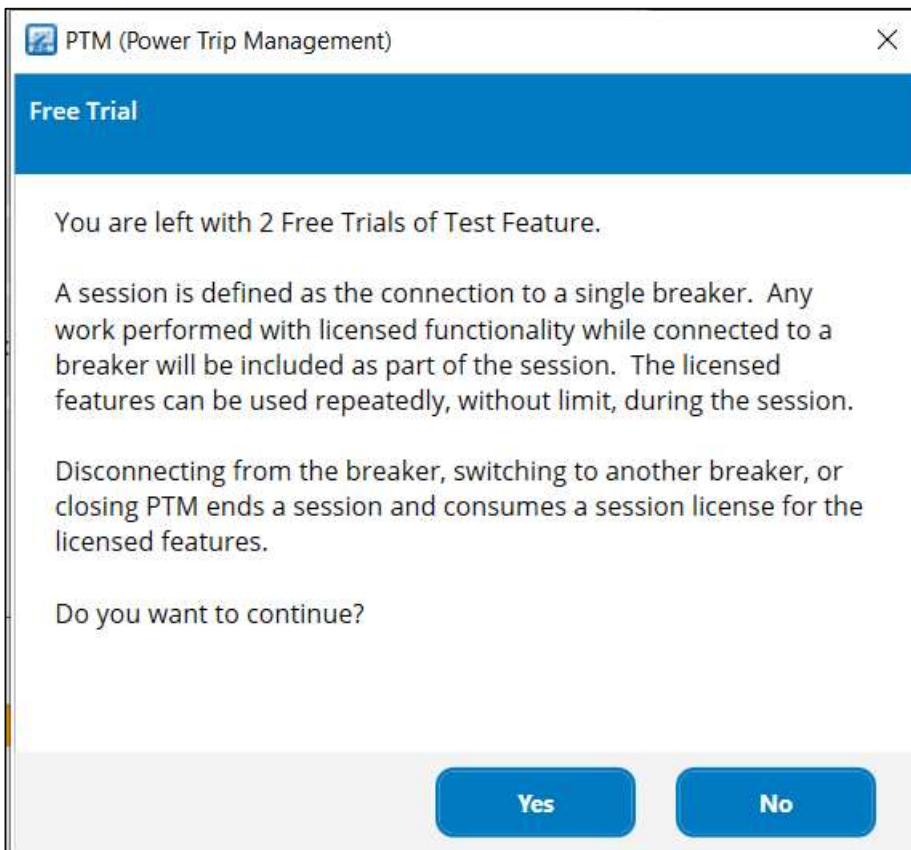 PTM (Power Trip Management)
Free Trial
You are left with 2 Free Trials of Test Feature.
A session is defined as the connection to a single breaker.  Any
work performed with licensed functionality while connected to a
breaker will be included as part of the session.  The licensed
features can be used repeatedly, without limit, during the session.
Disconnecting from the breaker, switching to another breaker, or
closing PTM ends a session and consumes a session license for the
licensed features.
Do you want to continue?
Yes
No